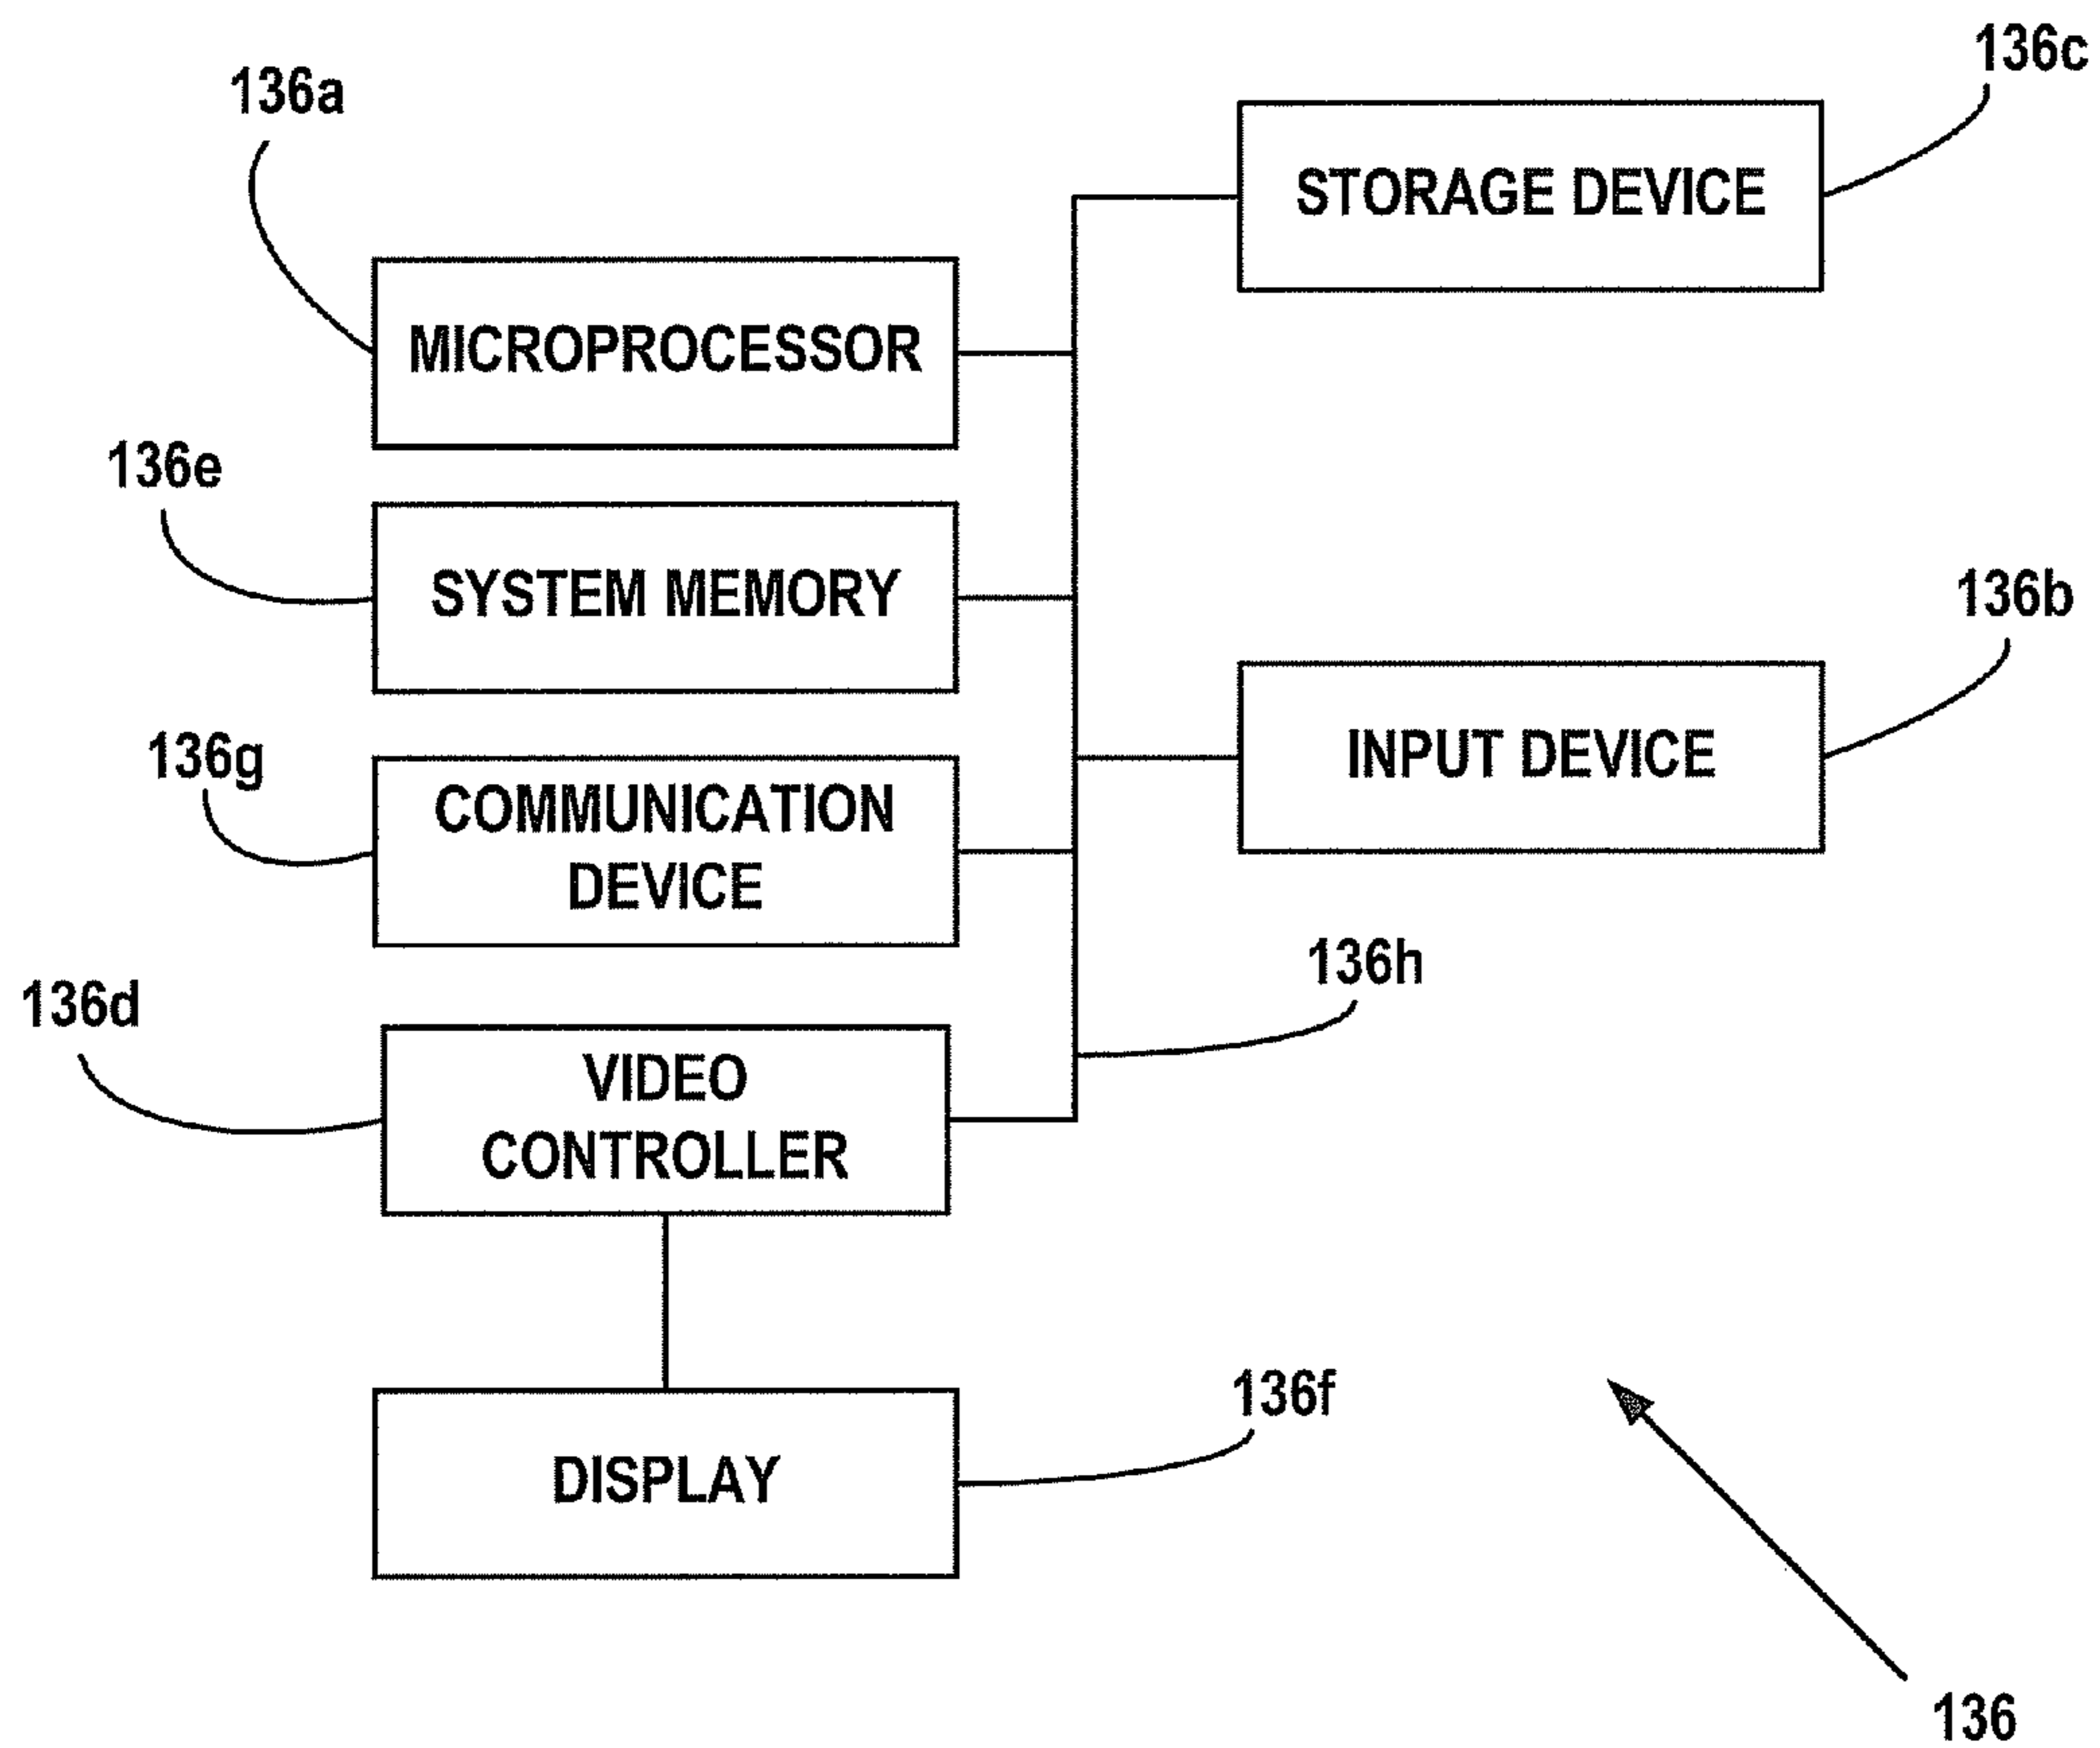 136c
136a
STORAGE DEVICE
MICROPROCESSOR
136e
SYSTEM MEMORY
136b
INPUT DEVICE
136g
COMMUNICATION
DEVICE
136h
136d
VIDEO
CONTROLLER
136f
DISPLAY
136